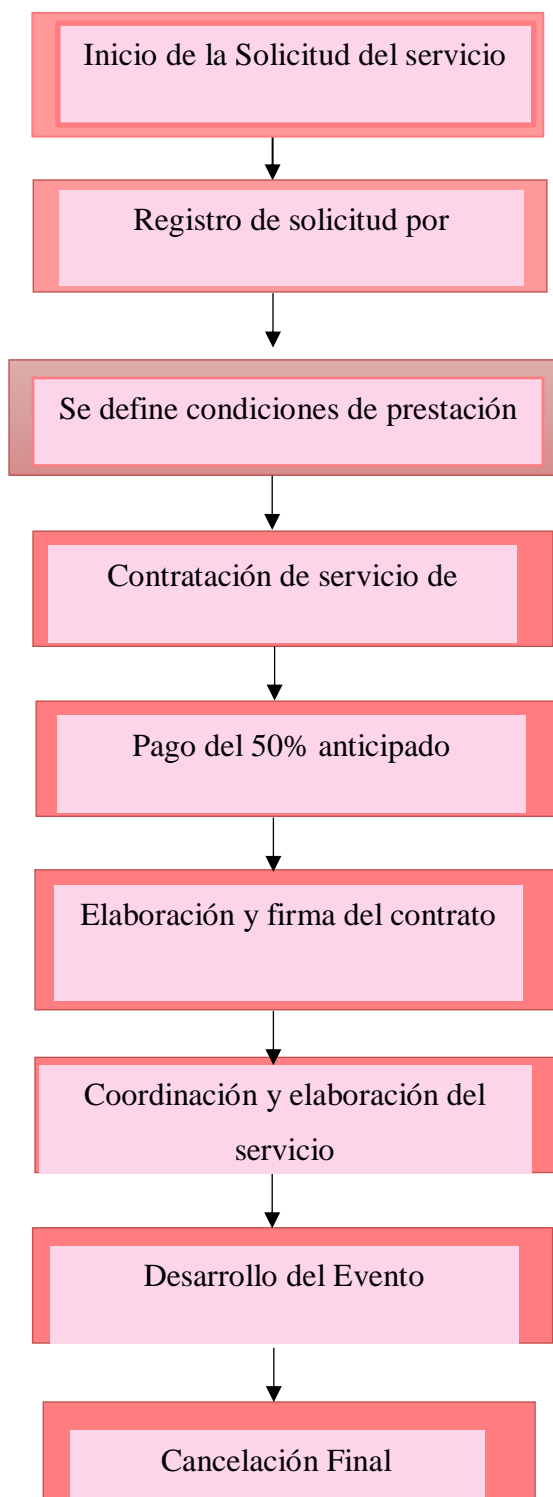 Inicio de la Solicitud del servicio
Registro de solicitud por
Se define condiciones de prestación
Contratación de servicio de
Pago del 50% anticipado
Elaboración y firma del contrato
Coordinación y elaboración del
servicio
Desarrollo del Evento
Cancelación Final